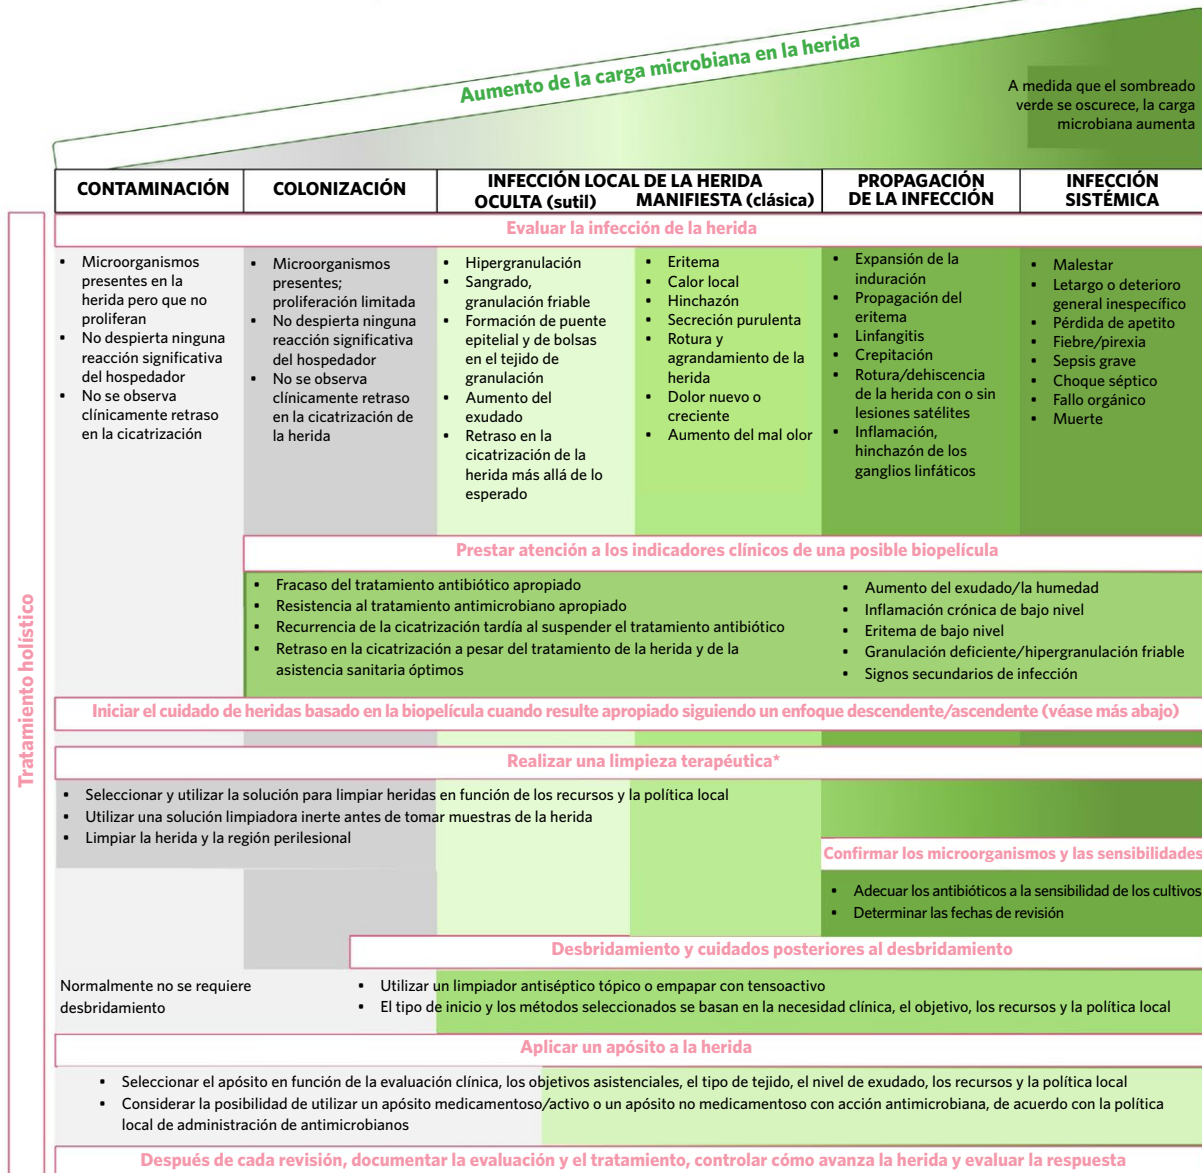 Aumento de la carga microbiana en la herida
A medida que el sombreado
verde se oscurece, la carga
microbiana aumenta
CONTAMINACIÓN
COLONIZACIÓN
INFECCIÓN LOCAL DE LA HERIDA
OCULTA (sutil)
MANIFIESTA (clásica)
PROPAGACIÓN
DE LA INFECCIÓN
INFECCIÓN
SISTÉMICA
Tratamiento holístico
Evaluar la infección de la herida
• Microorganismos
presentes en la
herida pero que no
proliferan
• No despierta ninguna
reacción significativa
del hospedador
• No se observa
clínicamente retraso
en la cicatrización
• Microorganismos
presentes;
proliferación limitada
• No despierta ninguna
reacción significativa
del hospedador
• No se observa
clínicamente retraso
en la cicatrización de
la herida
• Hipergranulación
• Sangrado,
granulación friable
• Formación de puente
epitelial y de bolsas
en el tejido de
granulación
• Aumento del
exudado
• Retraso en la
cicatrización de la
herida más allá de lo
esperado
• Eritema
• Calor local
• Hinchazón
• Secreción purulenta
• Rotura y
agrandamiento de la
herida
• Dolor nuevo o
creciente
• Aumento del mal olor
• Expansión de la
induración
• Propagación del
eritema
• Linfangitis
• Crepitación
• Rotura/dehiscencia
de la herida con o sin
lesiones satélites
• Inflamación,
hinchazón de los
ganglios linfáticos
• Malestar
• Letargo o deterioro
general inespecífico
• Pérdida de apetito
• Fiebre/pirexia
• Sepsis grave
• Choque séptico
• Fallo orgánico
• Muerte
Prestar atención a los indicadores clínicos de una posible biopelícula
• Fracaso del tratamiento antibiótico apropiado
• Resistencia al tratamiento antimicrobiano apropiado
• Recurrencia de la cicatrización tardía al suspender el tratamiento antibiótico
• Retraso en la cicatrización a pesar del tratamiento de la herida y de la
asistencia sanitaria óptimos
• Aumento del exudado/la humedad
• Inflamación crónica de bajo nivel
• Eritema de bajo nivel
• Granulación deficiente/hipergranulación friable
• Signos secundarios de infección
Iniciar el cuidado de heridas basado en la biopelícula cuando resulte apropiado siguiendo un enfoque descendente/ascendente (véase más abajo)
Realizar una limpieza terapéutica*
• Seleccionar y utilizar la solución para limpiar heridas en función de los recursos y la política local
• Utilizar una solución limpiadora inerte antes de tomar muestras de la herida
• Limpiar la herida y la región perilesional
Confirmar los microorganismos y las sensibilidades
• Adecuar los antibióticos a la sensibilidad de los cultivos
• Determinar las fechas de revisión
Desbridamiento y cuidados posteriores al desbridamiento
Normalmente no se requiere
desbridamiento
• Utilizar un limpiador antiséptico tópico o empapar con tensoactivo
• El tipo de inicio y los métodos seleccionados se basan en la necesidad clínica, el objetivo, los recursos y la política local
Aplicar un apósito a la herida
• Seleccionar el apósito en función de la evaluación clínica, los objetivos asistenciales, el tipo de tejido, el nivel de exudado, los recursos y la política local
• Considerar la posibilidad de utilizar un apósito medicamentoso/activo o un apósito no medicamentoso con acción antimicrobiana, de acuerdo con la política
local de administración de antimicrobianos
Después de cada revisión, documentar la evaluación y el tratamiento, controlar cómo avanza la herida y evaluar la respuesta